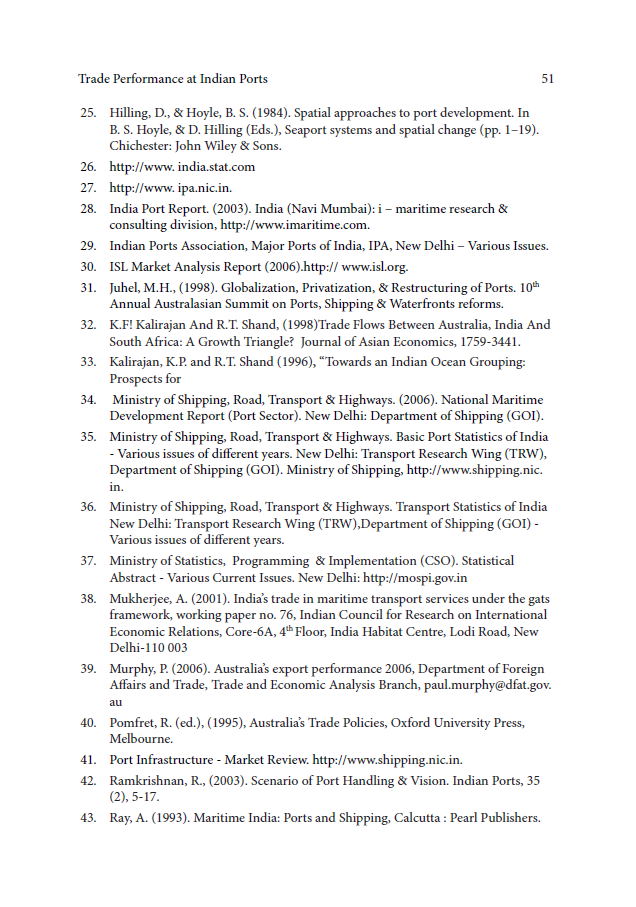 Trade Performance at Indian Ports 51
25. Hilling, D., & Hoyle, B. S. (1984). Spatial approaches to port development. In
B. S. Hoyle, & D. Hilling (Eds.), Seaport systems and spatial change (pp. 1–19).
Chichester: John Wiley & Sons.
26. http://www. india.stat.com
27. http://www. ipa.nic.in.
28. India Port Report. (2003). India (Navi Mumbai): i – maritime research &
consulting division, http://www.imaritime.com.
29. Indian Ports Association, Major Ports of India, IPA, New Delhi – Various Issues.
30. ISL Market Analysis Report (2006).http:// www.isl.org.
31. Juhel, M.H., (1998). Globalization, Privatization, & Restructuring of Ports. 10th
Annual Australasian Summit on Ports, Shipping & Waterfronts reforms.
32. K.F! Kalirajan And R.T. Shand, (1998)Trade Flows Between Australia, India And
South Africa: A Growth Triangle? Journal of Asian Economics, 1759-3441.
33. Kalirajan, K.P. and R.T. Shand (1996), “Towards an Indian Ocean Grouping:
Prospects for
34. Ministry of Shipping, Road, Transport & Highways. (2006). National Maritime
Development Report (Port Sector). New Delhi: Department of Shipping (GOI).
35. Ministry of Shipping, Road, Transport & Highways. Basic Port Statistics of India
- Various issues of different years. New Delhi: Transport Research Wing (TRW),
Department of Shipping (GOI). Ministry of Shipping, http://www.shipping.nic.
in.
36. Ministry of Shipping, Road, Transport & Highways. Transport Statistics of India
New Delhi: Transport Research Wing (TRW),Department of Shipping (GOI) -
Various issues of different years.
37. Ministry of Statistics, Programming & Implementation (CSO). Statistical
Abstract - Various Current Issues. New Delhi: http://mospi.gov.in
38. Mukherjee, A. (2001). India’s trade in maritime transport services under the gats
framework, working paper no. 76, Indian Council for Research on International
Economic Relations, Core-6A, 4th Floor, India Habitat Centre, Lodi Road, New
Delhi-110 003
39. Murphy, P. (2006). Australia’s export performance 2006, Department of Foreign
Affairs and Trade, Trade and Economic Analysis Branch, paul.murphy@dfat.gov.
au
40. Pomfret, R. (ed.), (1995), Australia’s Trade Policies, Oxford University Press,
Melbourne.
41. Port Infrastructure - Market Review. http://www.shipping.nic.in.
42. Ramkrishnan, R., (2003). Scenario of Port Handling & Vision. Indian Ports, 35
(2), 5-17.
43. Ray, A. (1993). Maritime India: Ports and Shipping, Calcutta : Pearl Publishers.